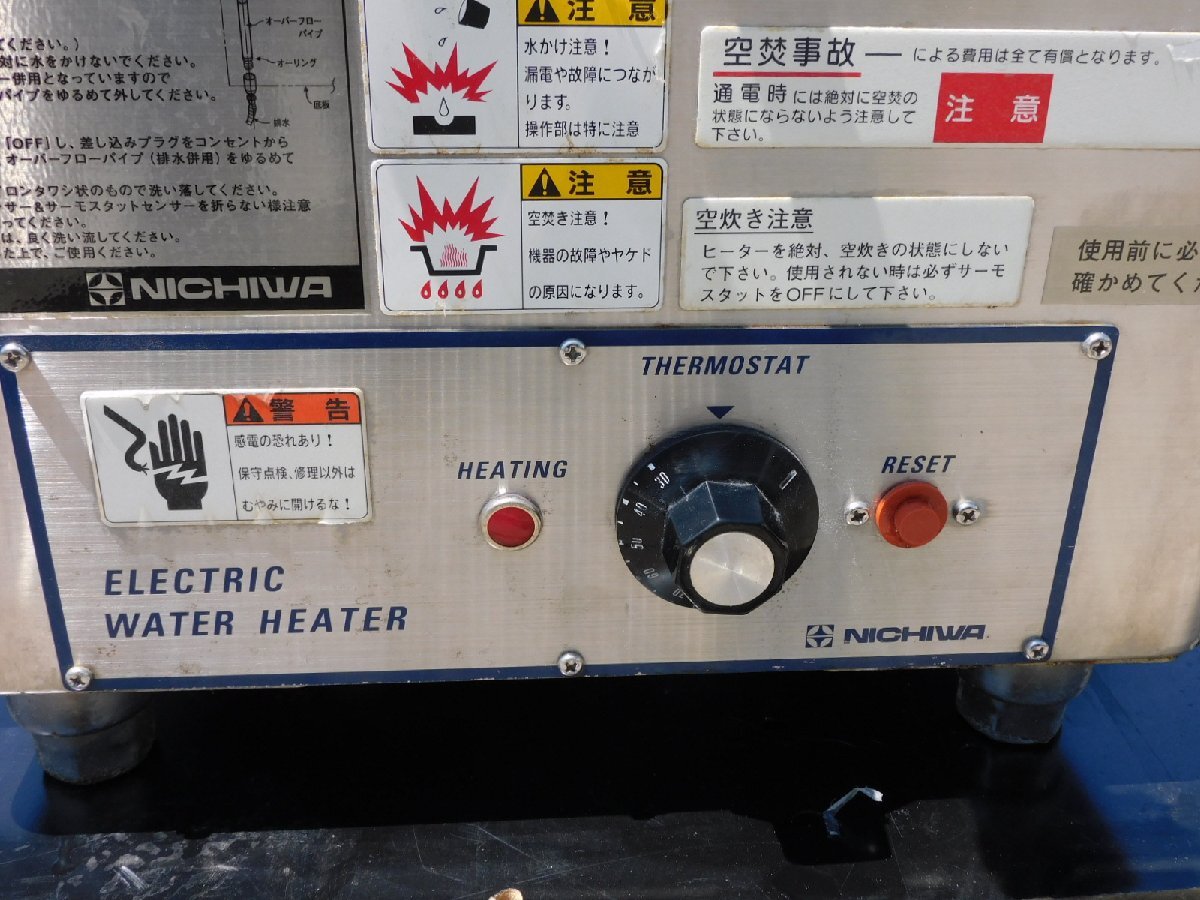 オーバーフロー
パイプ
オーリング
底板
排水
てください。）
対に水をかけないでください。
ー併用となっていますので
パイプをゆるめて外してください。
「OFF」し、差し込みプラグをコンセントから
オーバーフローパイプ（排水併用）をゆるめて
ロンタワシ状のもので洗い落してください。
ッサー&サーモスタットセンサーを折らない様注意
ってください。
は、良く洗い流してください。
した上で、ご使用ください。
NICHIWA
注 意
水かけ注意！
漏電や故障につなが
ります。
操作部は特に注意
注 意
空焚き注意！
機器の故障やヤケド
の原因になります。
空焚事故 ― による費用は全て有償となります。
通電時には絶対に空焚の
状態にならないよう注意して
下さい。
注 意
空炊き注意
ヒーターを絶対、空炊きの状態にしない
で下さい。使用されない時は必ずサーモ
スタットをOFFにして下さい。
使用前に必
確かめてくだ
警 告
感電の恐れあり！
保守点検、修理以外は
むやみに開けるな！
THERMOSTAT
HEATING
RESET
30
40
50
60
ELECTRIC
WATER HEATER
NICHIWA